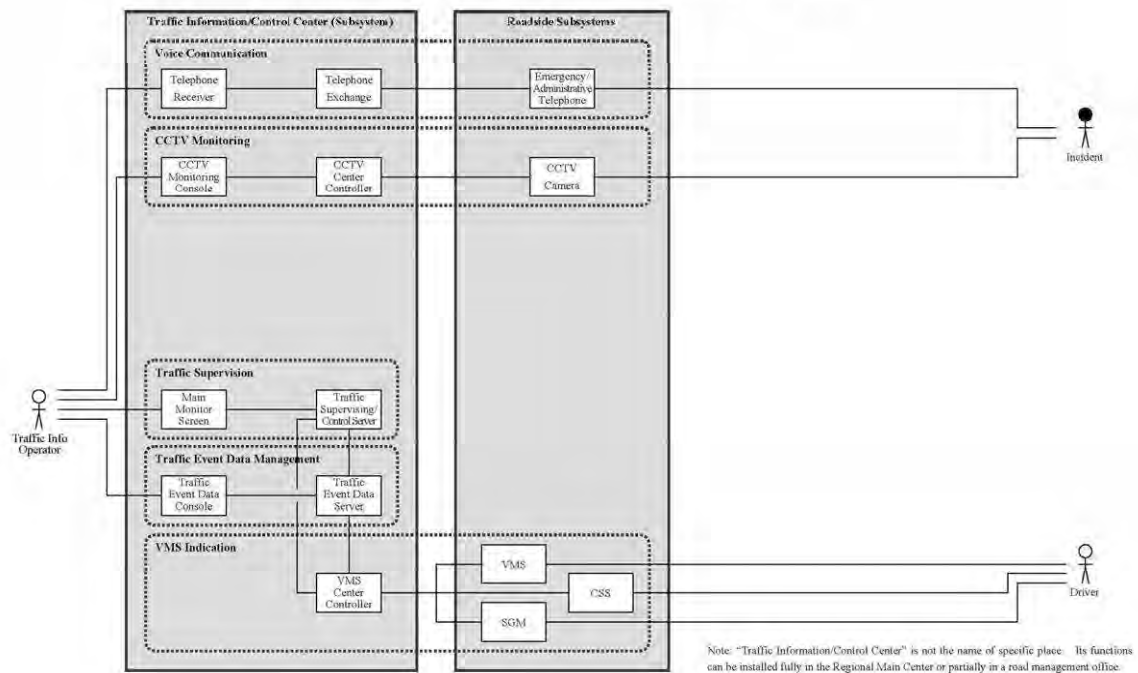 Traffic Information/Control Center (Subsystem)
Roadside Subsystems
Voice Communication
Telephone
Receiver
Telephone
Exchange
Emergency/
Administrative
Telephone
Incident
CCTV Monitoring
CCTV
Monitoring
Console
CCTV
Center
Controller
CCTV
Camera
Traffic Supervision
Main
Monitor
Screen
Traffic
Supervising/
Control Server
Traffic Info
Operator
Traffic Event Data Management
Traffic
Event Data
Console
Traffic
Event Data
Server
VMS Indication
VMS
Center
Controller
VMS
CSS
SGM
Driver
Note: “Traffic Information/Control Center” is not the name of specific place. Its functions
can be installed fully in the Regional Main Center or partially in a road management office.